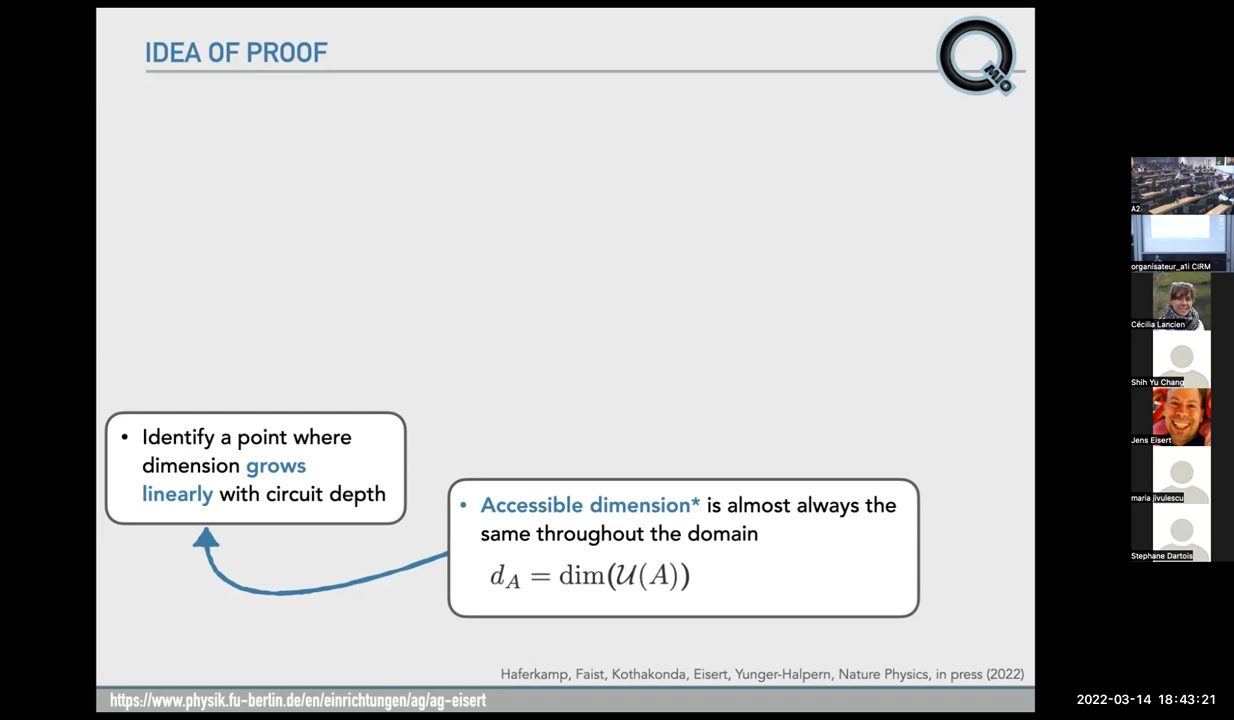 IDEA OF PROOF
MIO
• Identify a point where
dimension grows
linearly with circuit depth
• Accessible dimension* is almost always the
same throughout the domain
d_A = dim(𝒰(A))
Haferkamp, Faist, Kothakonda, Eisert, Yunger-Halpern, Nature Physics, in press (2022)
https://www.physik.fu-berlin.de/en/einrichtungen/ag/ag-eisert
A2
organisateur_a1i CIRM
Cécilia Lancien
Shih Yu Chang
Jens Eisert
maria jivulescu
Stephane Dartois
2022-03-14 18:43:21